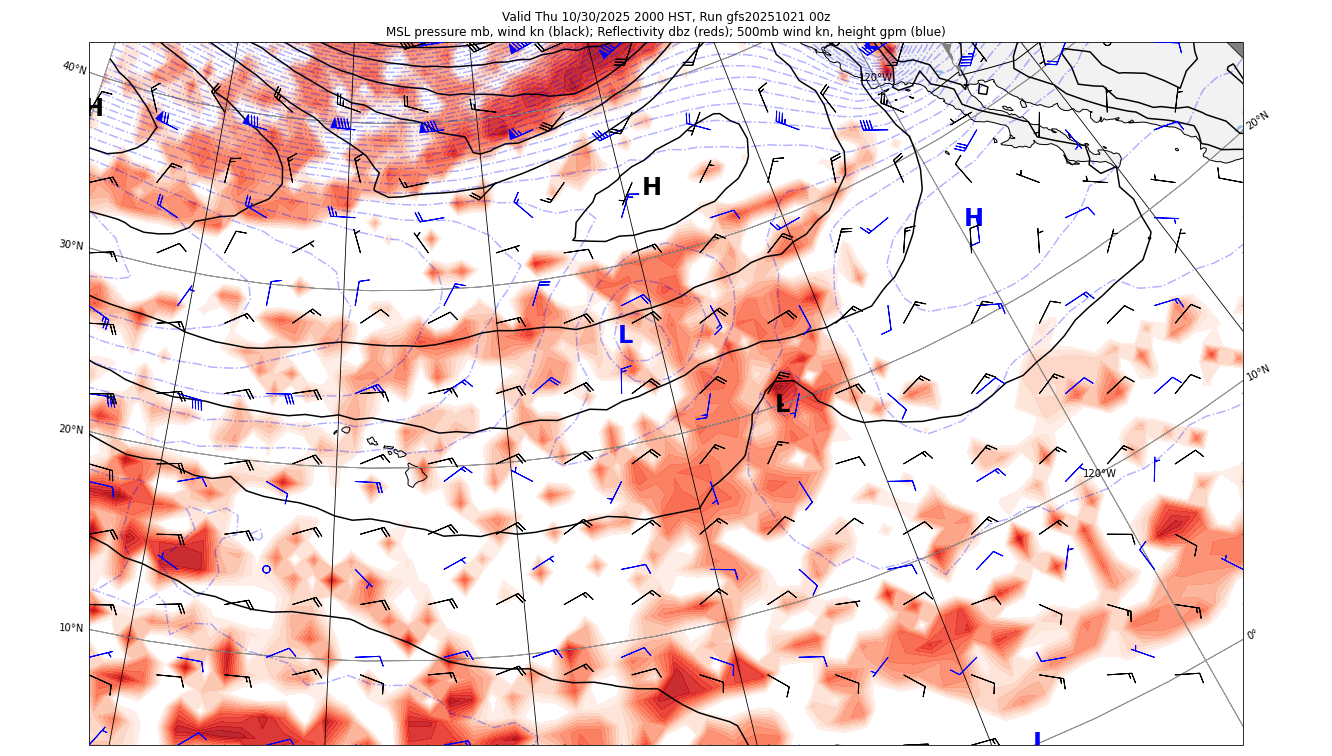 Valid Thu 10/30/2025 2000 HST, Run gfs20251021 00z
MSL pressure mb, wind kn (black); Reflectivity dbz (reds); 500mb wind kn, height gpm (blue)
40°N
120°W
H
20°N
H
H
30°N
L
10°N
L
20°N
120°W
10°N
0°
L